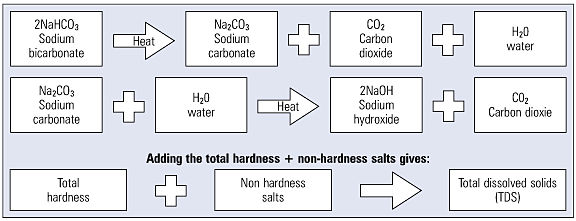 2NaHCO₃ Na₂CO₃ CO₂ H₂0
Sodium Sodium Carbon water
bicarbonate Heat carbonate dioxide
Na₂CO₃ H₂0 2NaOH CO₂
Sodium water Sodium Carbon dioxie
carbonate Heat hydroxide
Adding the total hardness + non-hardness salts gives:
Total Non hardness Total dissolved solids
hardness salts (TDS)